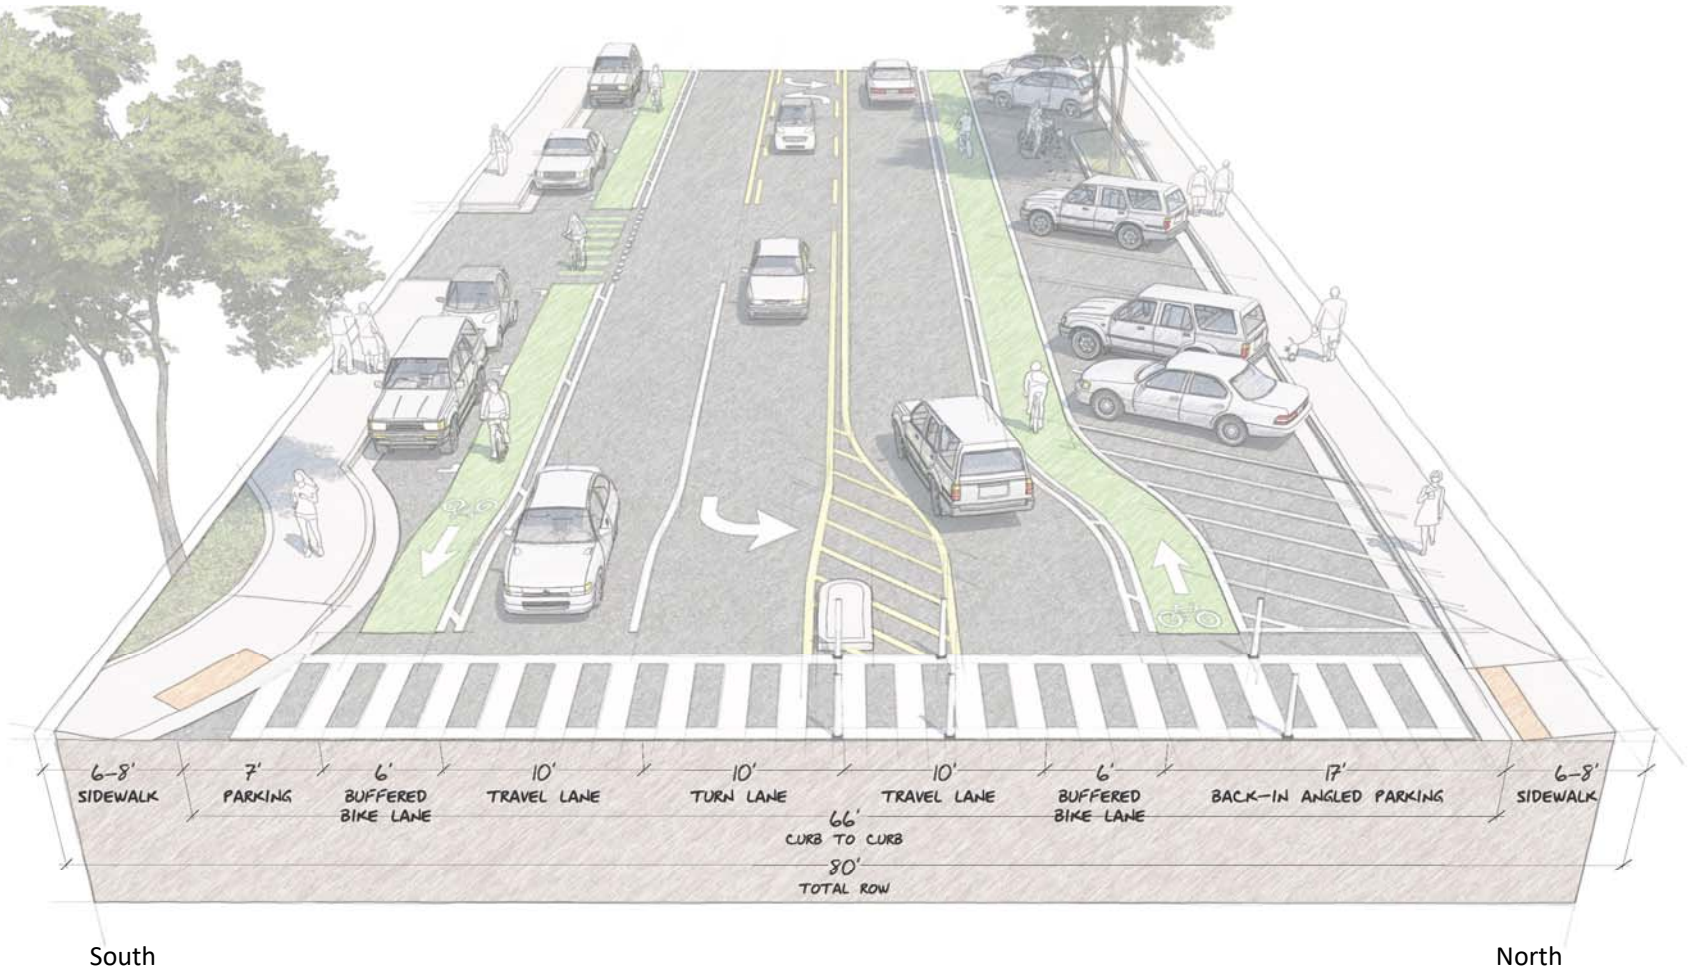 6-8'
SIDEWALK
7'
PARKING
6'
BUFFERED
BIKE LANE
10'
TRAVEL LANE
10'
TURN LANE
10'
TRAVEL LANE
6'
BUFFERED
BIKE LANE
17'
BACK-IN ANGLED PARKING
6-8'
SIDEWALK
66'
CURB TO CURB
80'
TOTAL ROW
South
North